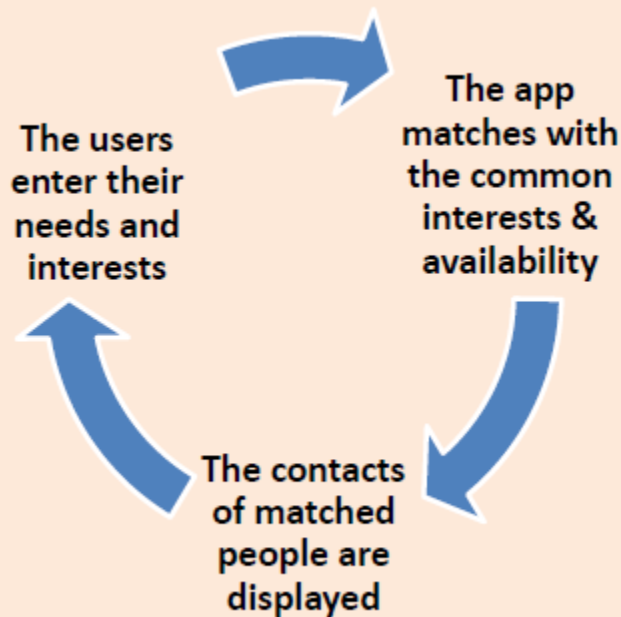 The users
enter their
needs and
interests
The app
matches with
the common
interests &
availability
The contacts
of matched
people are
displayed